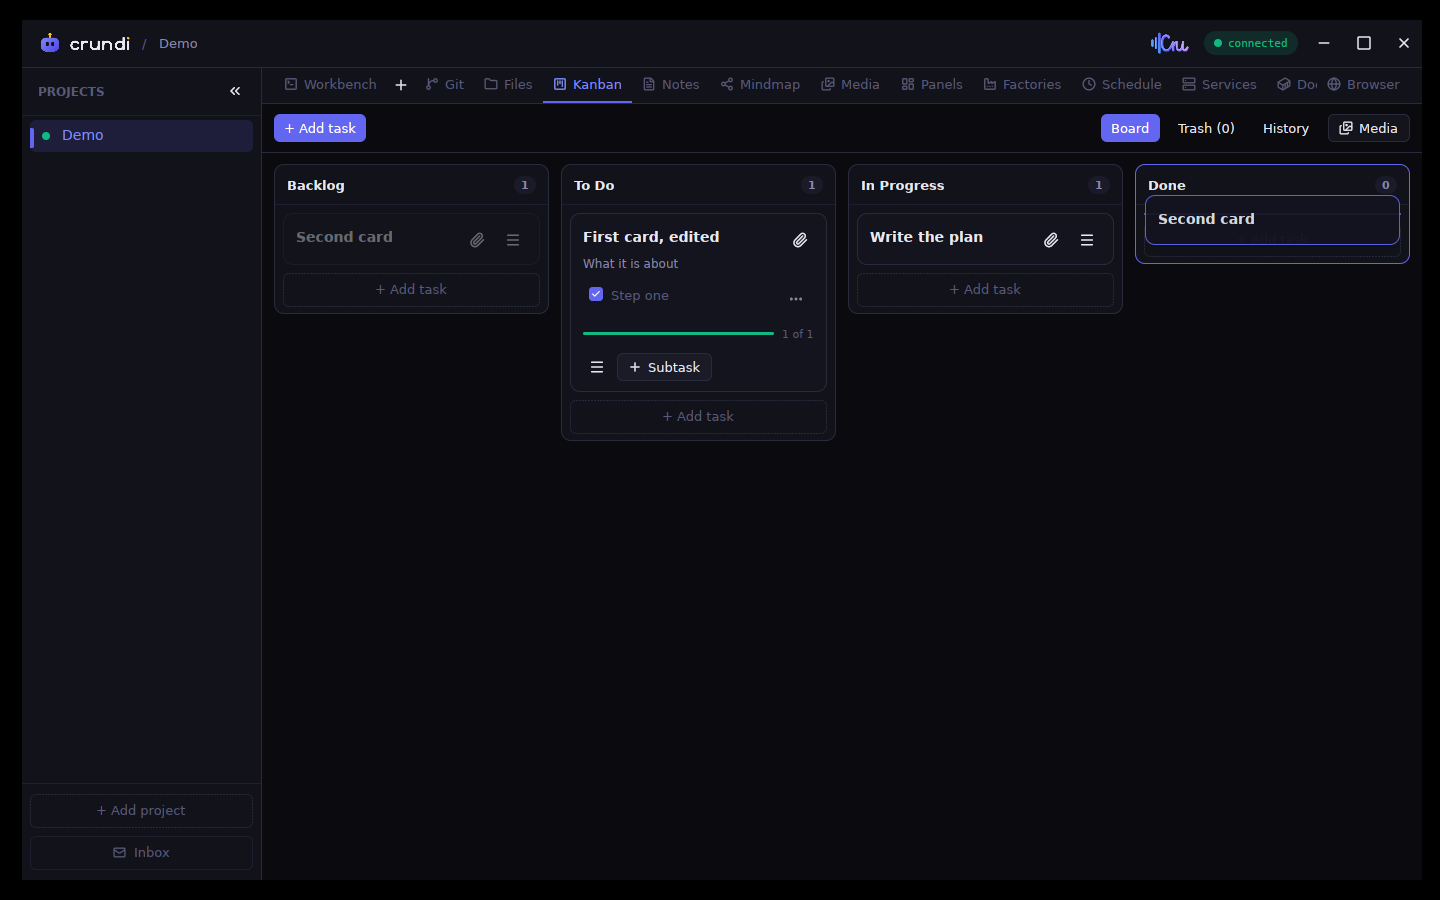 crundi / Demo
Cru
connected
PROJECTS
Workbench
Git
Files
Kanban
Notes
Mindmap
Media
Panels
Factories
Schedule
Services
Browser
Demo
+ Add task
Board
Trash (0)
History
Media
Backlog 1
Second card
+ Add task
To Do 1
First card, edited
What it is about
Step one
1 of 1
+ Subtask
+ Add task
In Progress 1
Write the plan
+ Add task
Done 0
Second card
+ Add project
Inbox